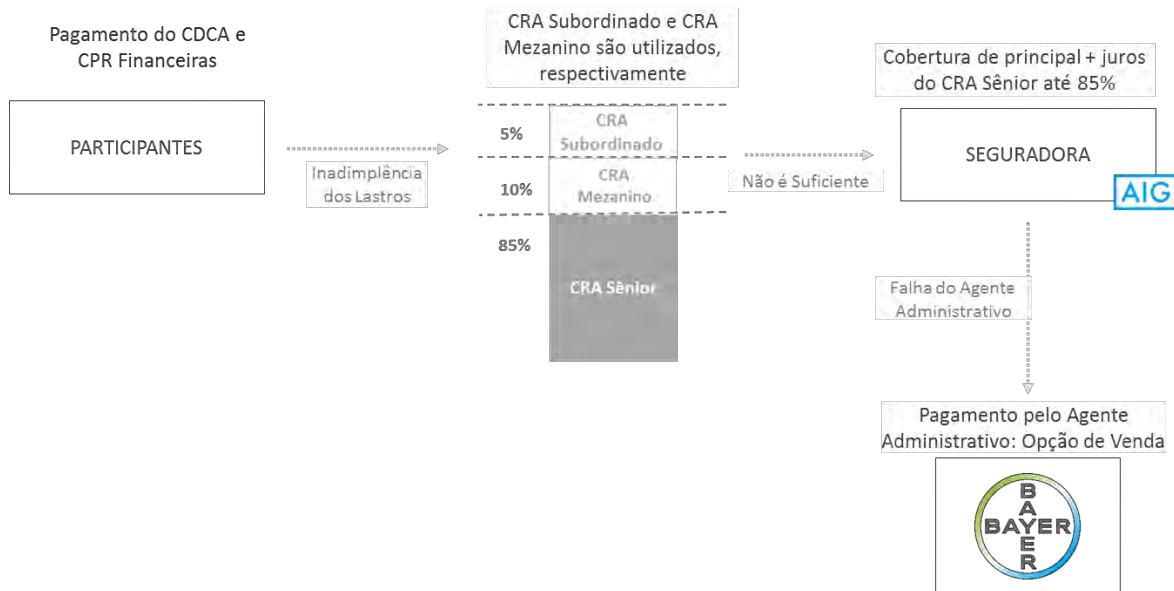 Pagamento do CDCA e
CPR Financeiras
PARTICIPANTES
Inadimplência
dos Lastros
CRA Subordinado e CRA
Mezanino são utilizados,
respectivamente
5%
CRA
Subordinado
10%
CRA
Mezanino
85%
CRA Sênior
Não é Suficiente
Cobertura de principal + juros
do CRA Sênior até 85%
SEGURADORA
AIG
Falha do Agente
Administrativo
Pagamento pelo Agente
Administrativo: Opção de Venda
BAYER
BAYER